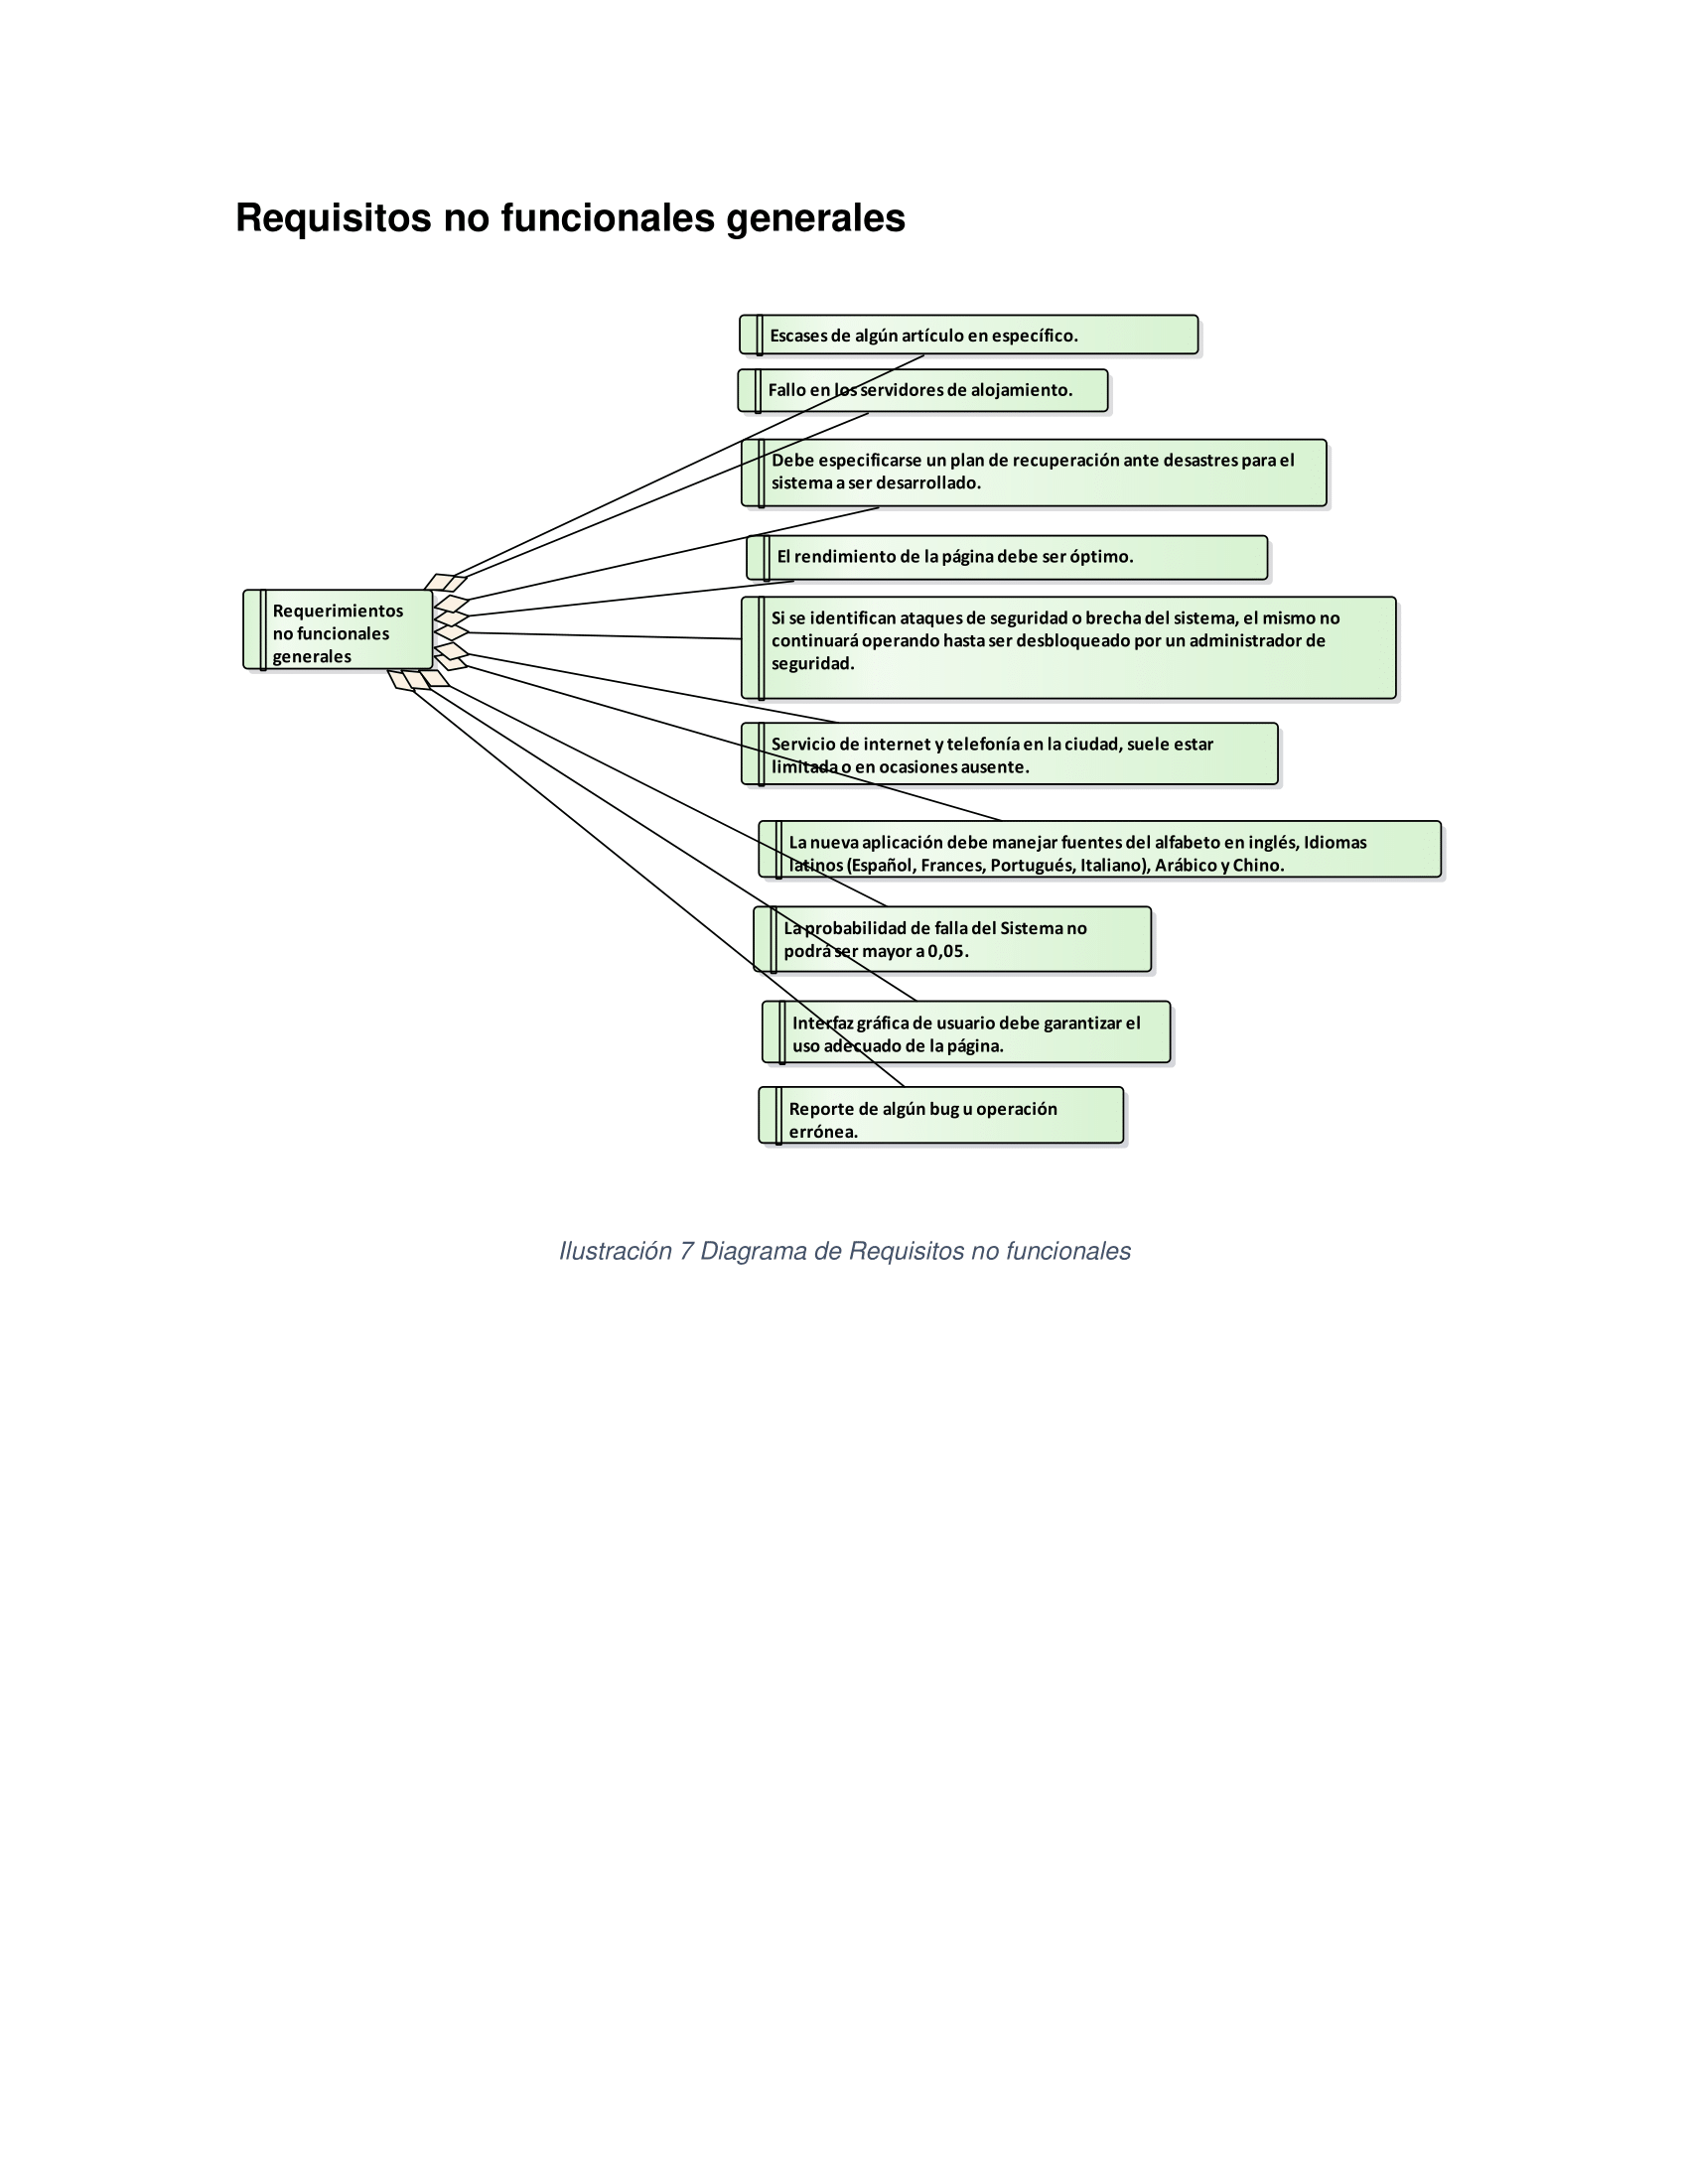 Requisitos no funcionales generales
Escases de algún artículo en específico.
Fallo en los servidores de alojamiento.
Debe especificarse un plan de recuperación ante desastres para el
sistema a ser desarrollado.
El rendimiento de la página debe ser óptimo.
Requerimientos
no funcionales
generales
Si se identifican ataques de seguridad o brecha del sistema, el mismo no
continuará operando hasta ser desbloqueado por un administrador de
seguridad.
Servicio de internet y telefonía en la ciudad, suele estar
limitada o en ocasiones ausente.
La nueva aplicación debe manejar fuentes del alfabeto en inglés, Idiomas
latinos (Español, Frances, Portugués, Italiano), Arábico y Chino.
La probabilidad de falla del Sistema no
podrá ser mayor a 0,05.
Interfaz gráfica de usuario debe garantizar el
uso adecuado de la página.
Reporte de algún bug u operación
errónea.
Ilustración 7 Diagrama de Requisitos no funcionales